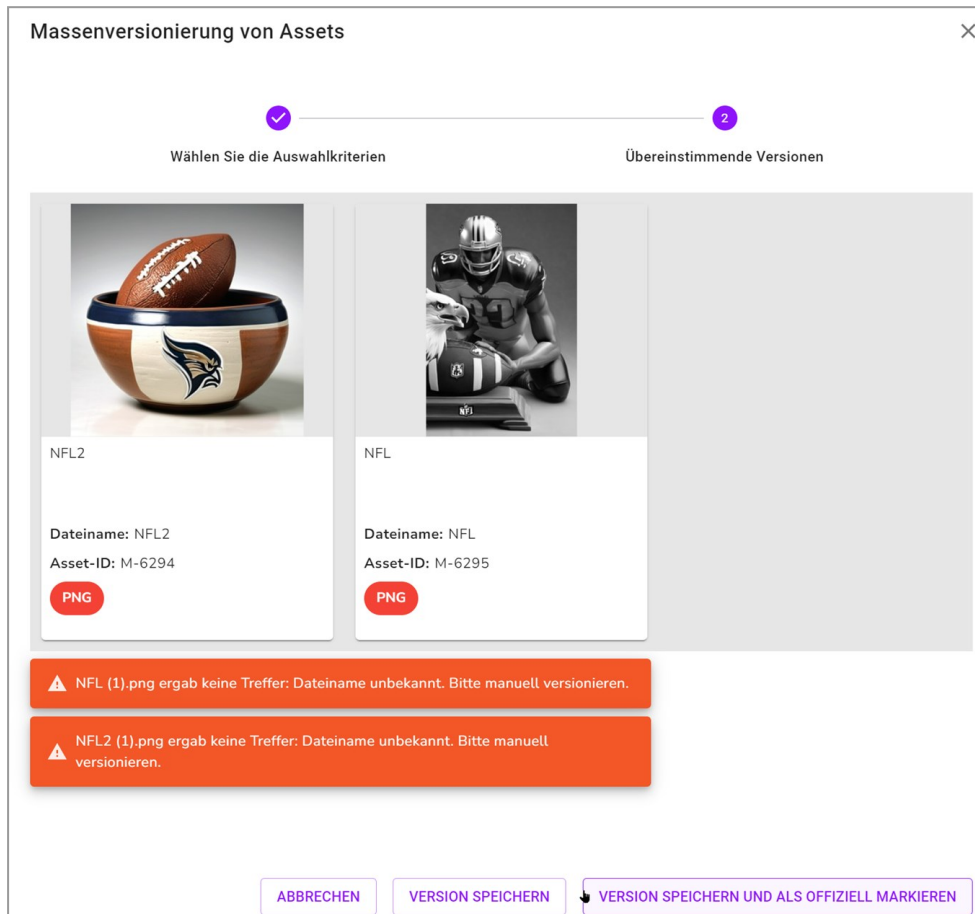 Massenversionierung von Assets
2
Wählen Sie die Auswahlkriterien
Übereinstimmende Versionen
NFL2
Dateiname: NFL2
Asset-ID: M-6294
PNG
NFL
Dateiname: NFL
Asset-ID: M-6295
PNG
NFL (1).png ergab keine Treffer: Dateiname unbekannt. Bitte manuell versionieren.
NFL2 (1).png ergab keine Treffer: Dateiname unbekannt. Bitte manuell
versionieren.
ABBRECHEN
VERSION SPEICHERN
VERSION SPEICHERN UND ALS OFFIZIELL MARKIEREN